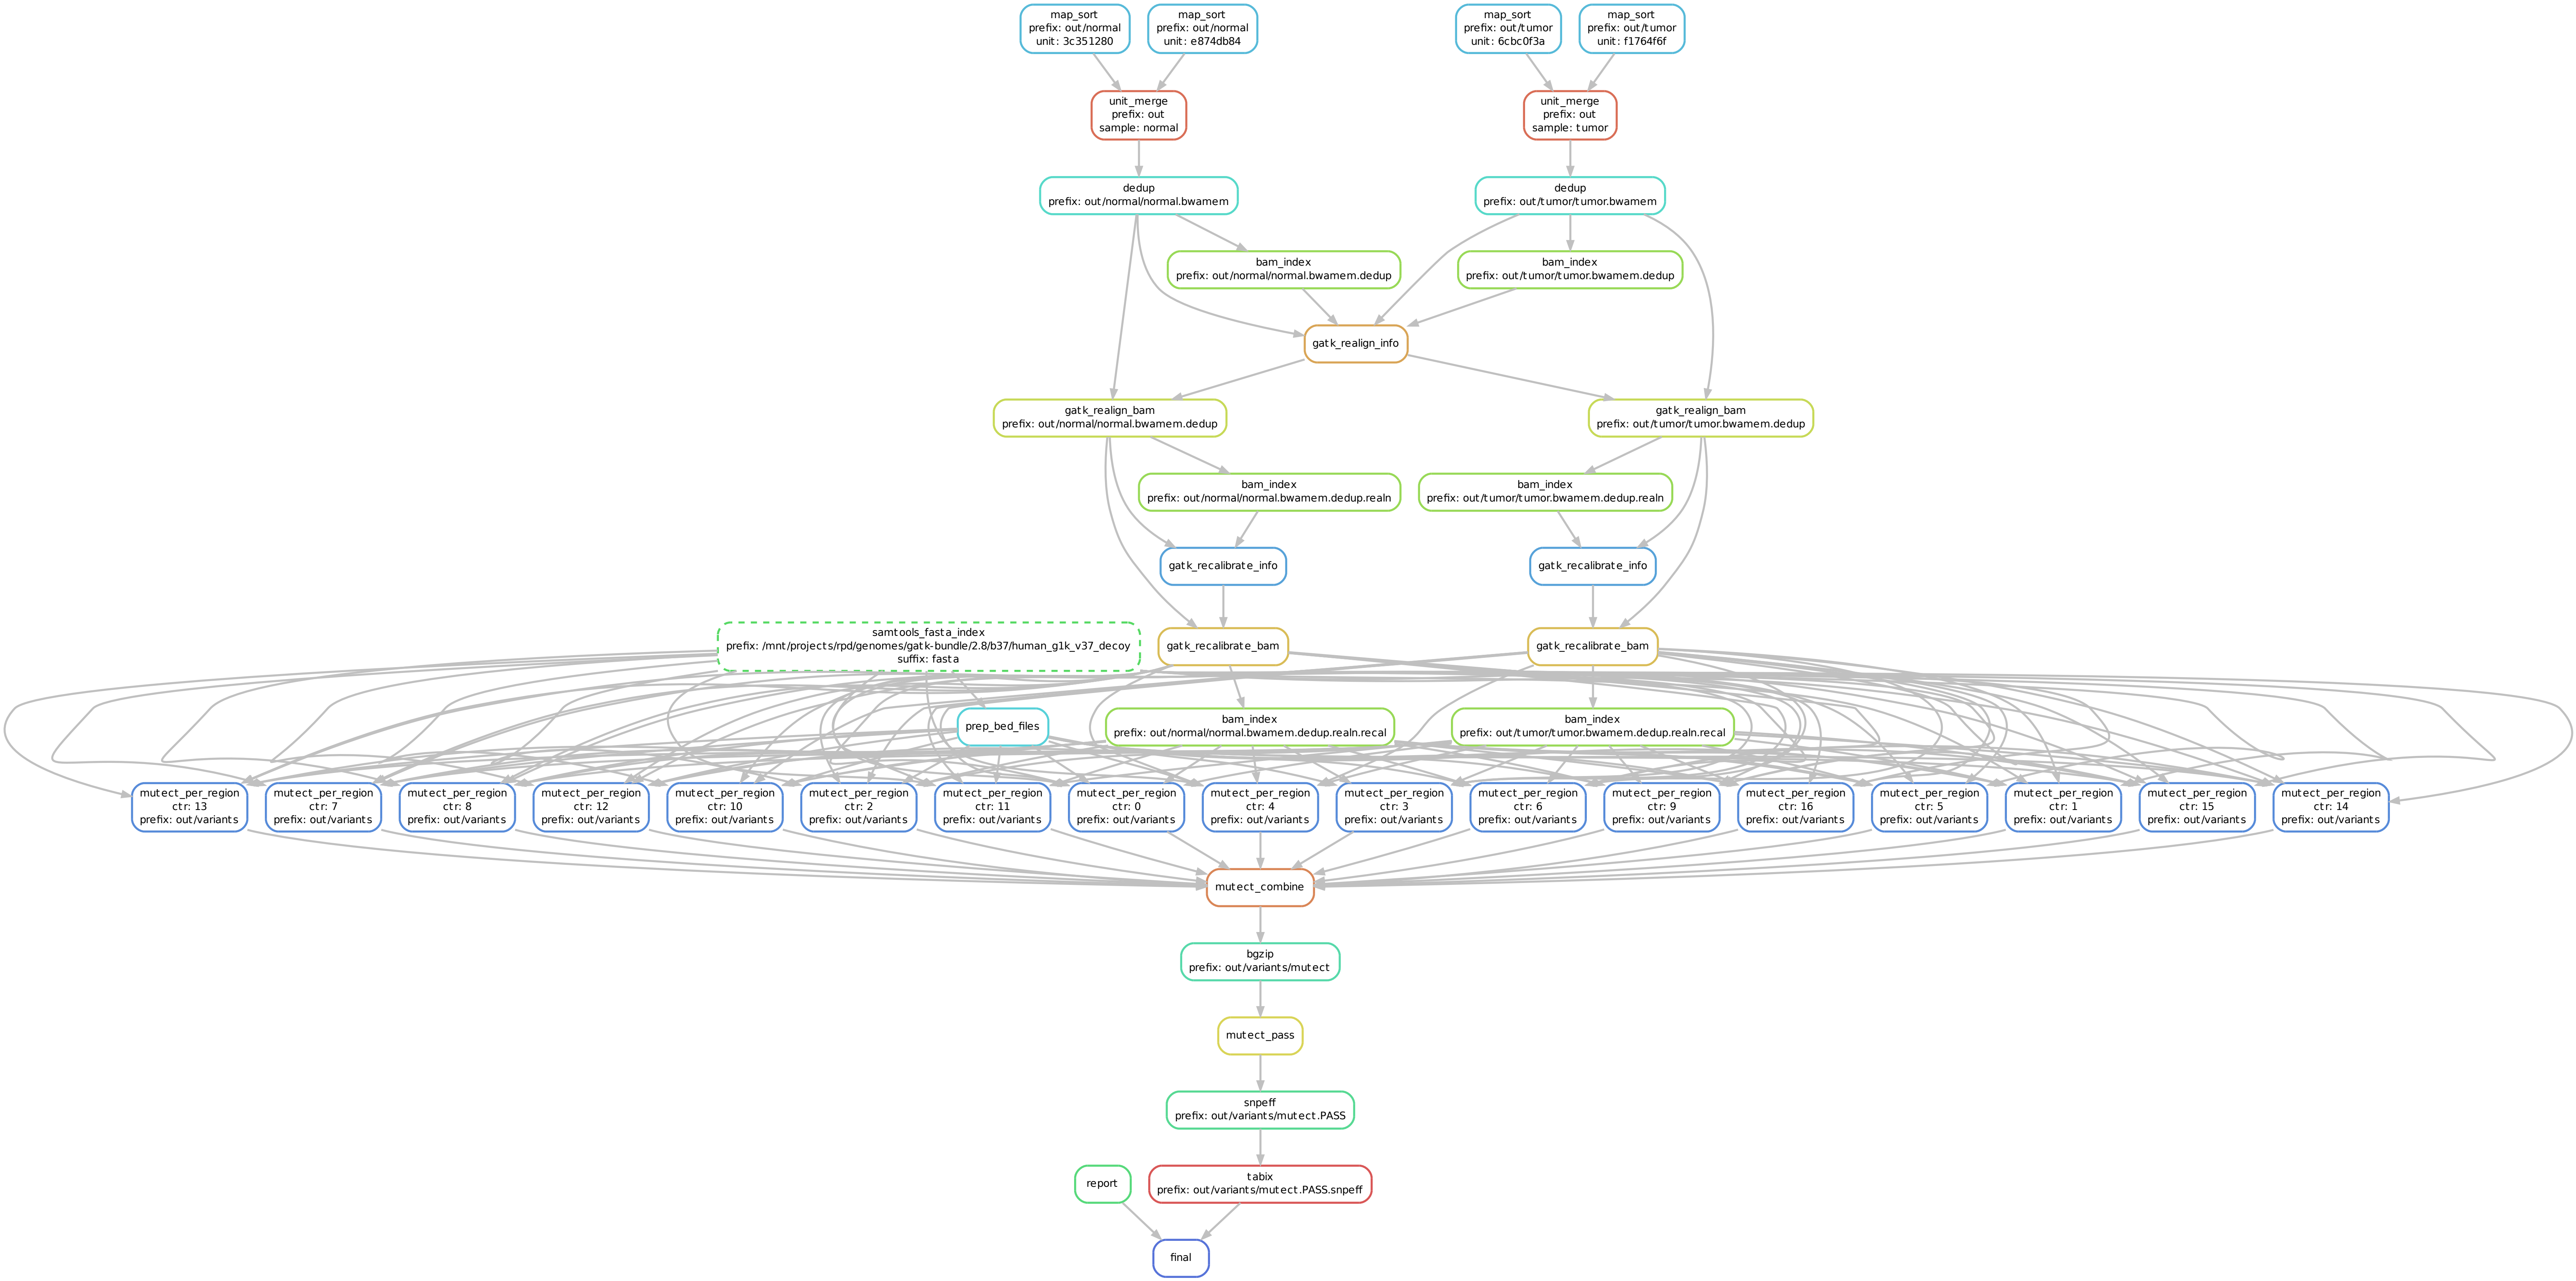 map_sort
prefix: out/normal
unit: 3c351280
map_sort
prefix: out/normal
unit: e874db84
map_sort
prefix: out/tumor
unit: 6cbc0f3a
map_sort
prefix: out/tumor
unit: f1764f6f
unit_merge
prefix: out
sample: normal
unit_merge
prefix: out
sample: tumor
dedup
prefix: out/normal/normal.bwamem
dedup
prefix: out/tumor/tumor.bwamem
bam_index
prefix: out/normal/normal.bwamem.dedup
bam_index
prefix: out/tumor/tumor.bwamem.dedup
gatk_realign_info
gatk_realign_bam
prefix: out/normal/normal.bwamem.dedup
gatk_realign_bam
prefix: out/tumor/tumor.bwamem.dedup
bam_index
prefix: out/normal/normal.bwamem.dedup.realn
bam_index
prefix: out/tumor/tumor.bwamem.dedup.realn
gatk_recalibrate_info
gatk_recalibrate_info
samtools_fasta_index
prefix: /mnt/projects/rpd/genomes/gatk-bundle/2.8/b37/human_g1k_v37_decoy
suffix: fasta
gatk_recalibrate_bam
gatk_recalibrate_bam
prep_bed_files
bam_index
prefix: out/normal/normal.bwamem.dedup.realn.recal
bam_index
prefix: out/tumor/tumor.bwamem.dedup.realn.recal
mutect_per_region
ctr: 13
prefix: out/variants
mutect_per_region
ctr: 7
prefix: out/variants
mutect_per_region
ctr: 8
prefix: out/variants
mutect_per_region
ctr: 12
prefix: out/variants
mutect_per_region
ctr: 10
prefix: out/variants
mutect_per_region
ctr: 2
prefix: out/variants
mutect_per_region
ctr: 11
prefix: out/variants
mutect_per_region
ctr: 0
prefix: out/variants
mutect_per_region
ctr: 4
prefix: out/variants
mutect_per_region
ctr: 3
prefix: out/variants
mutect_per_region
ctr: 6
prefix: out/variants
mutect_per_region
ctr: 9
prefix: out/variants
mutect_per_region
ctr: 16
prefix: out/variants
mutect_per_region
ctr: 5
prefix: out/variants
mutect_per_region
ctr: 1
prefix: out/variants
mutect_per_region
ctr: 15
prefix: out/variants
mutect_per_region
ctr: 14
prefix: out/variants
mutect_combine
bgzip
prefix: out/variants/mutect
mutect_pass
snpeff
prefix: out/variants/mutect.PASS
report
tabix
prefix: out/variants/mutect.PASS.snpeff
final